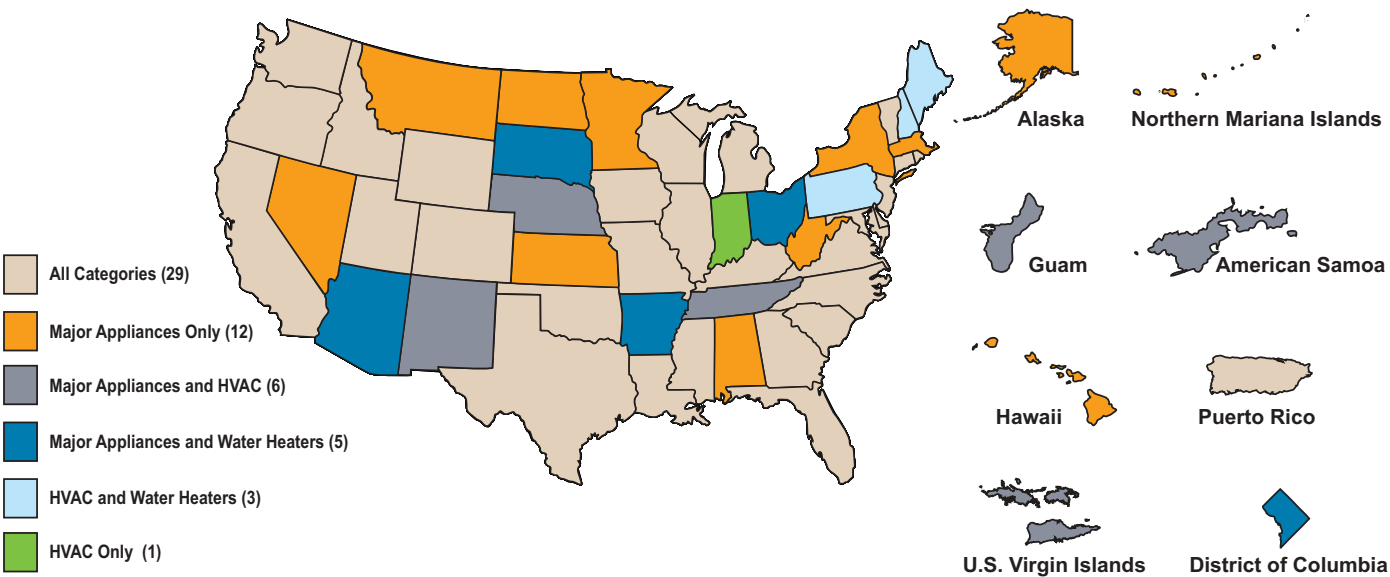 All Categories (29)
Major Appliances Only (12)
Major Appliances and HVAC (6)
Major Appliances and Water Heaters (5)
HVAC and Water Heaters (3)
HVAC Only (1)
Alaska
Northern Mariana Islands
Guam
American Samoa
Hawaii
Puerto Rico
U.S. Virgin Islands
District of Columbia